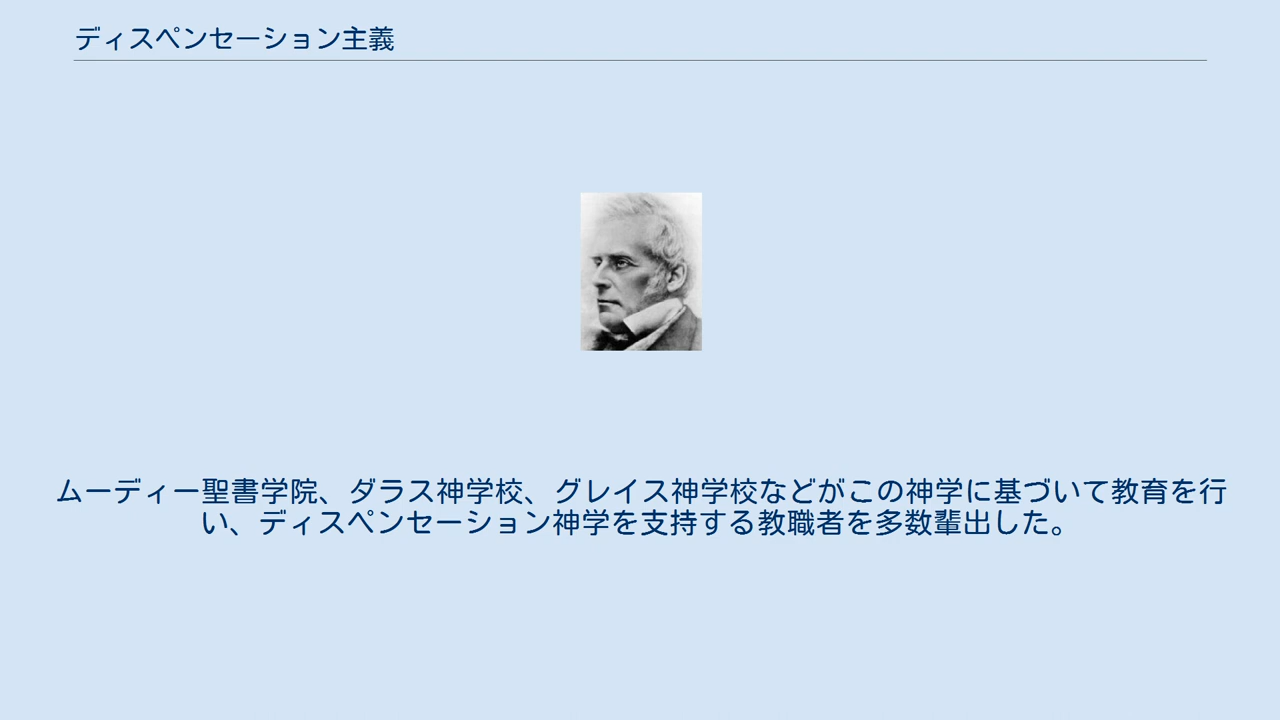 ディスペンセーション主義
ムーディー聖書学院、ダラス神学校、グレイス神学校などがこの神学に基づいて教育を行
い、ディスペンセーション神学を支持する教職者を多数輩出した。